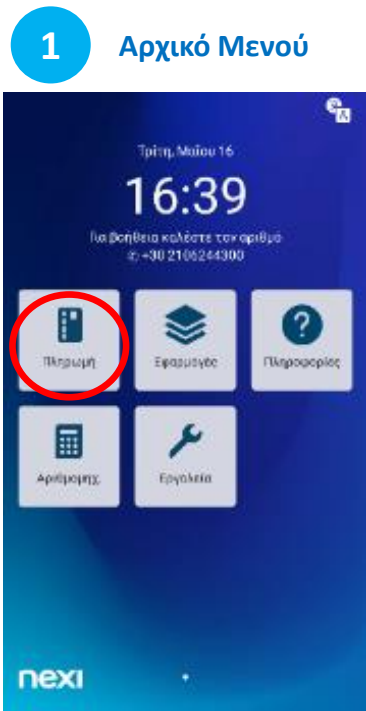 1 Αρχικό Μενού
Τρίτη, Μαΐου 16
16:39
Για βοήθεια καλέστε τον αριθμό
✆ +30 2106244300
Πληρωμή Εφαρμογές Πληροφορίες
Αριθμομηχ. Εργαλεία
nexi